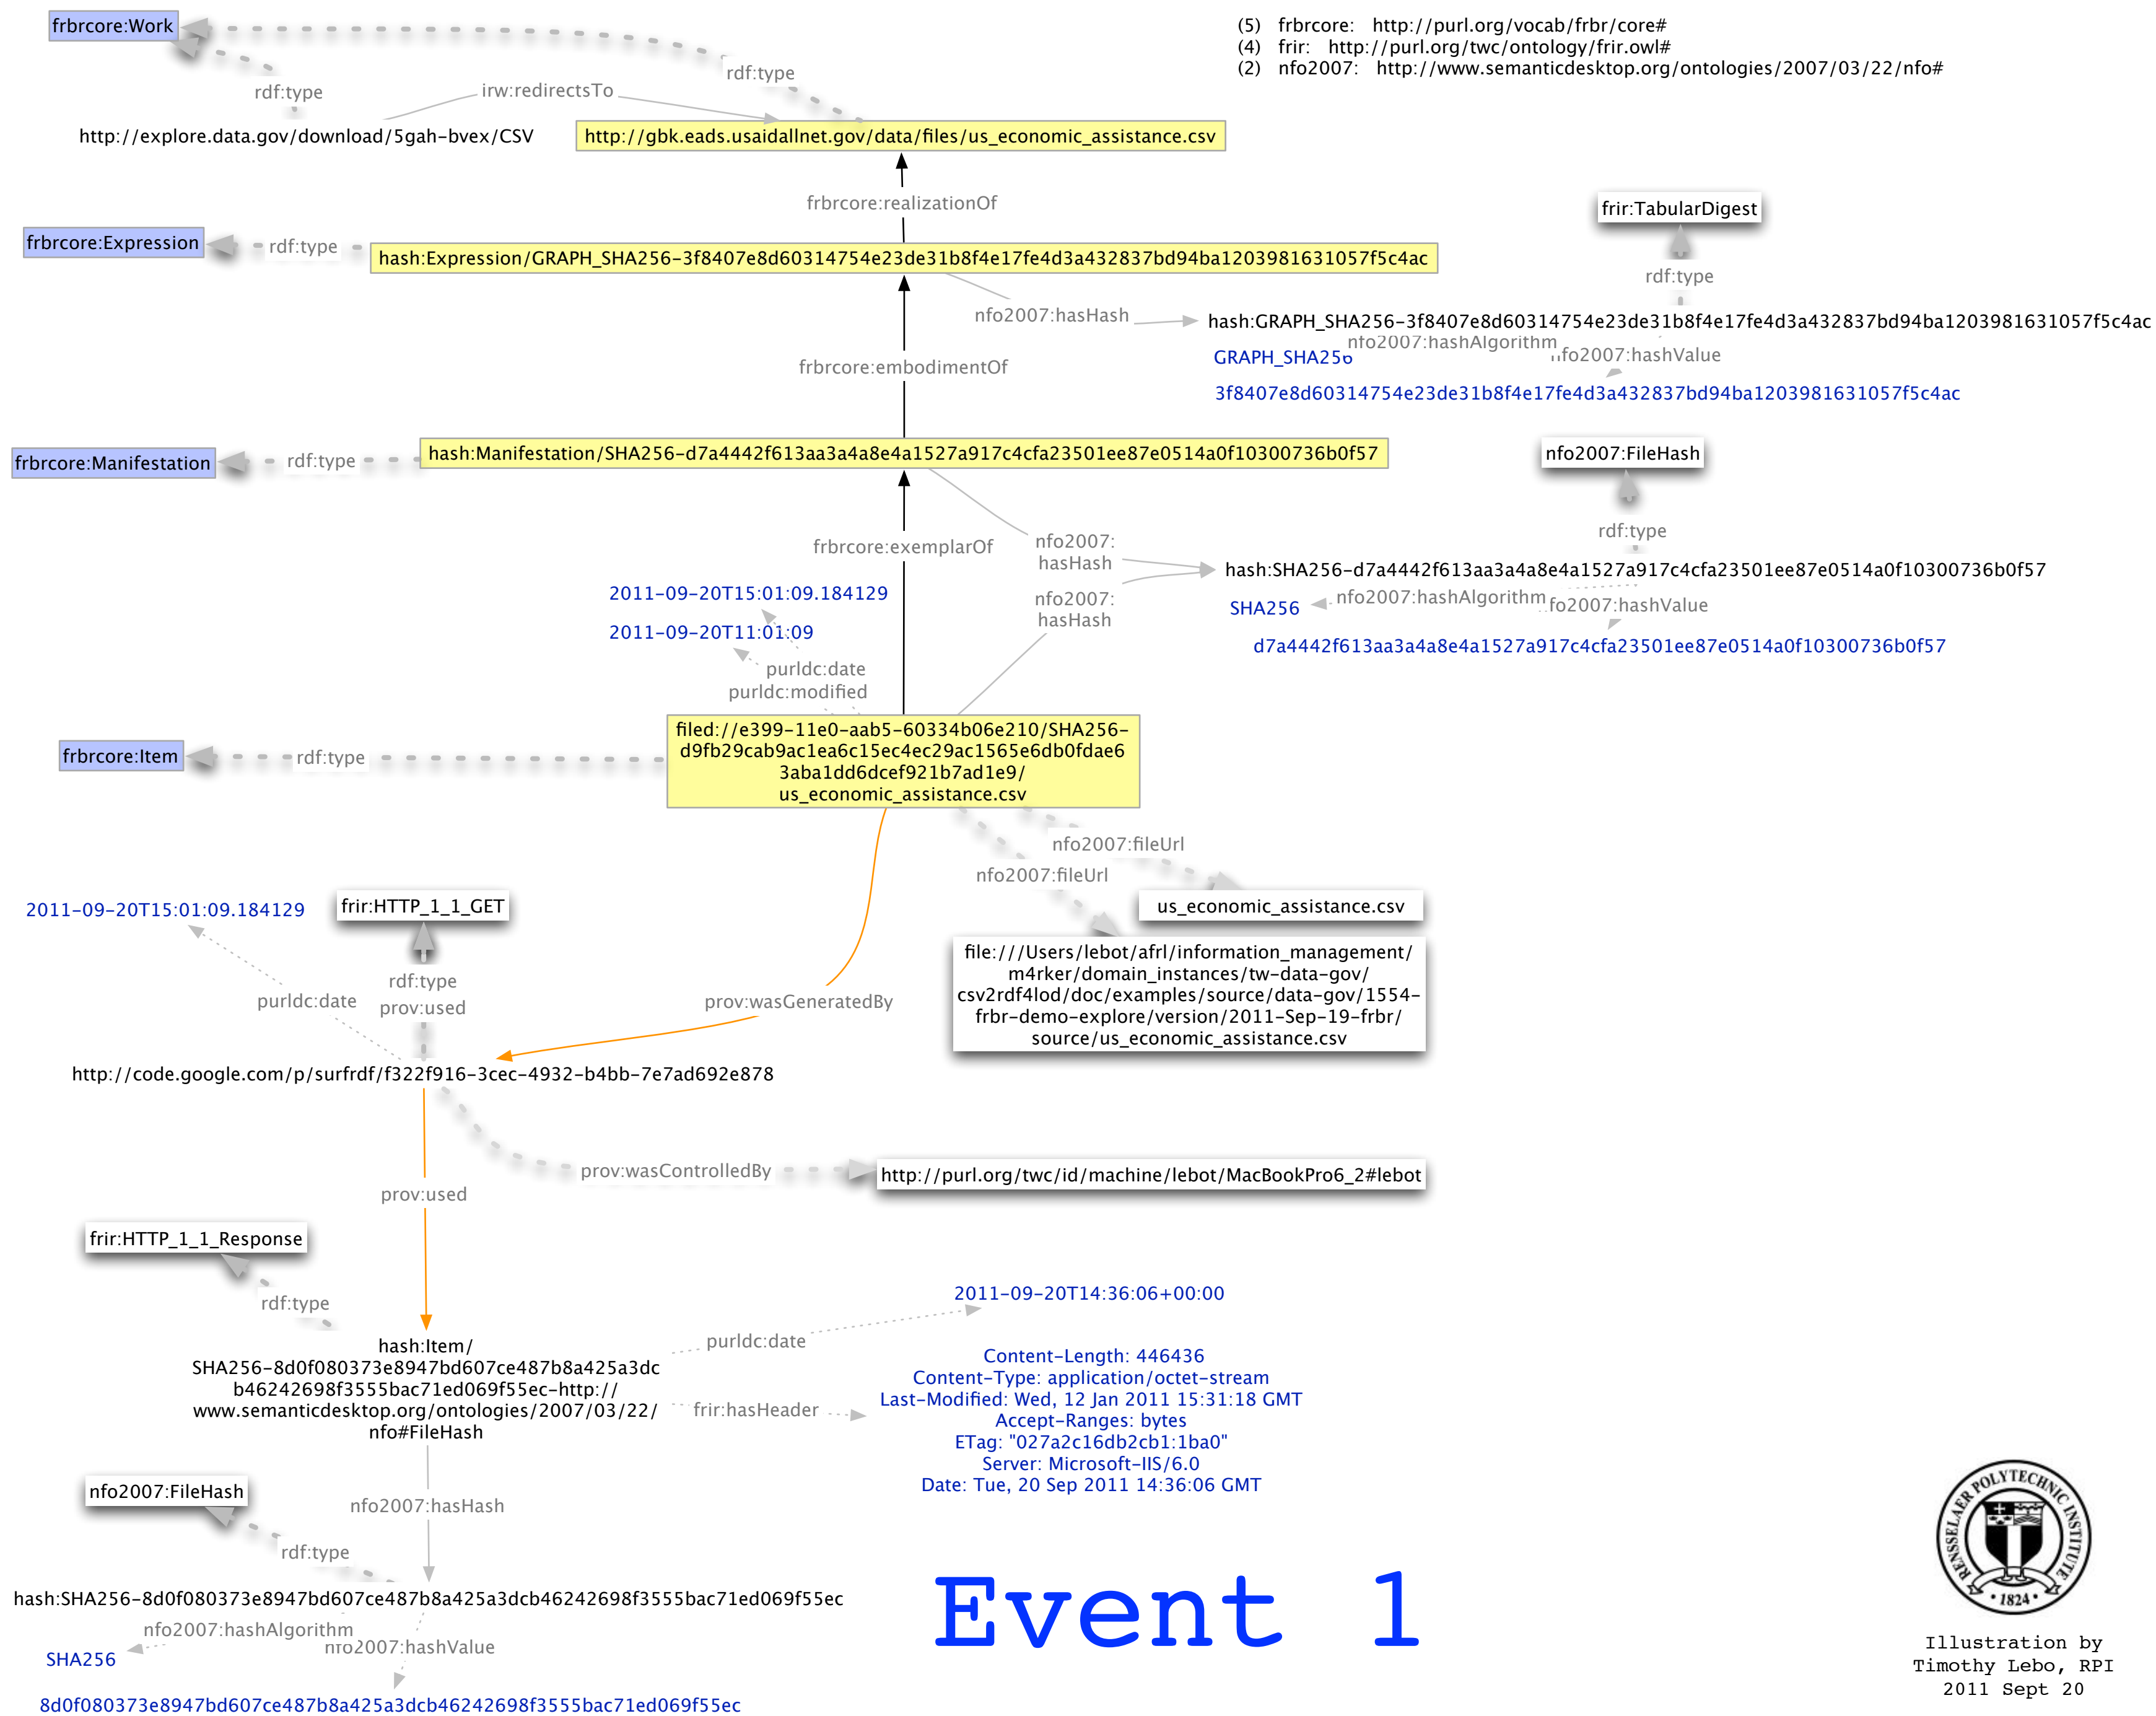 frbrcore:Work
(5) frbrcore: http://purl.org/vocab/frbr/core#
(4) frir: http://purl.org/twc/ontology/frir.owl#
(2) nfo2007: http://www.semanticdesktop.org/ontologies/2007/03/22/nfo#
rdf:type
rdf:type
irw:redirectsTo
http://explore.data.gov/download/5gah-bvex/CSV
http://gbk.eads.usaidallnet.gov/data/files/us_economic_assistance.csv
frbrcore:realizationOf
frir:TabularDigest
frbrcore:Expression
rdf:type
hash:Expression/GRAPH_SHA256-3f8407e8d60314754e23de31b8f4e17fe4d3a432837bd94ba1203981631057f5c4ac
rdf:type
nfo2007:hasHash
hash:GRAPH_SHA256-3f8407e8d60314754e23de31b8f4e17fe4d3a432837bd94ba1203981631057f5c4ac
nfo2007:hashAlgorithm
GRAPH_SHA256
nfo2007:hashValue
frbrcore:embodimentOf
3f8407e8d60314754e23de31b8f4e17fe4d3a432837bd94ba1203981631057f5c4ac
frbrcore:Manifestation
rdf:type
hash:Manifestation/SHA256-d7a4442f613aa3a4a8e4a1527a917c4cfa23501ee87e0514a0f10300736b0f57
nfo2007:FileHash
rdf:type
frbrcore:exemplarOf
nfo2007:
hasHash
hash:SHA256-d7a4442f613aa3a4a8e4a1527a917c4cfa23501ee87e0514a0f10300736b0f57
2011-09-20T15:01:09.184129
nfo2007:
hasHash
SHA256
nfo2007:hashAlgorithm
nfo2007:hashValue
2011-09-20T11:01:09
d7a4442f613aa3a4a8e4a1527a917c4cfa23501ee87e0514a0f10300736b0f57
purldc:date
purldc:modified
frbrcore:Item
rdf:type
filed://e399-11e0-aab5-60334b06e210/SHA256-
d9fb29cab9ac1ea6c15ec4ec29ac1565e6db0fdae6
3aba1dd6dcef921b7ad1e9/
us_economic_assistance.csv
nfo2007:fileUrl
nfo2007:fileUrl
us_economic_assistance.csv
2011-09-20T15:01:09.184129
frir:HTTP_1_1_GET
file:///Users/lebot/afrl/information_management/
m4rker/domain_instances/tw-data-gov/
csv2rdf4lod/doc/examples/source/data-gov/1554-
frbr-demo-explore/version/2011-Sep-19-frbr/
source/us_economic_assistance.csv
rdf:type
purldc:date
prov:used
prov:wasGeneratedBy
http://code.google.com/p/surfrdf/f322f916-3cec-4932-b4bb-7e7ad692e878
prov:wasControlledBy
http://purl.org/twc/id/machine/lebot/MacBookPro6_2#lebot
prov:used
frir:HTTP_1_1_Response
rdf:type
2011-09-20T14:36:06+00:00
purldc:date
hash:Item/
SHA256-8d0f080373e8947bd607ce487b8a425a3dc
b46242698f3555bac71ed069f55ec-http://
www.semanticdesktop.org/ontologies/2007/03/22/
nfo#FileHash
frir:hasHeader
Content-Length: 446436
Content-Type: application/octet-stream
Last-Modified: Wed, 12 Jan 2011 15:31:18 GMT
Accept-Ranges: bytes
ETag: "027a2c16db2cb1:1ba0"
Server: Microsoft-IIS/6.0
Date: Tue, 20 Sep 2011 14:36:06 GMT
nfo2007:FileHash
nfo2007:hasHash
rdf:type
hash:SHA256-8d0f080373e8947bd607ce487b8a425a3dcb46242698f3555bac71ed069f55ec
nfo2007:hashAlgorithm
nfo2007:hashValue
SHA256
8d0f080373e8947bd607ce487b8a425a3dcb46242698f3555bac71ed069f55ec
Event 1
RENSSELAER POLYTECHNIC INSTITUTE
1824
Illustration by
Timothy Lebo, RPI
2011 Sept 20